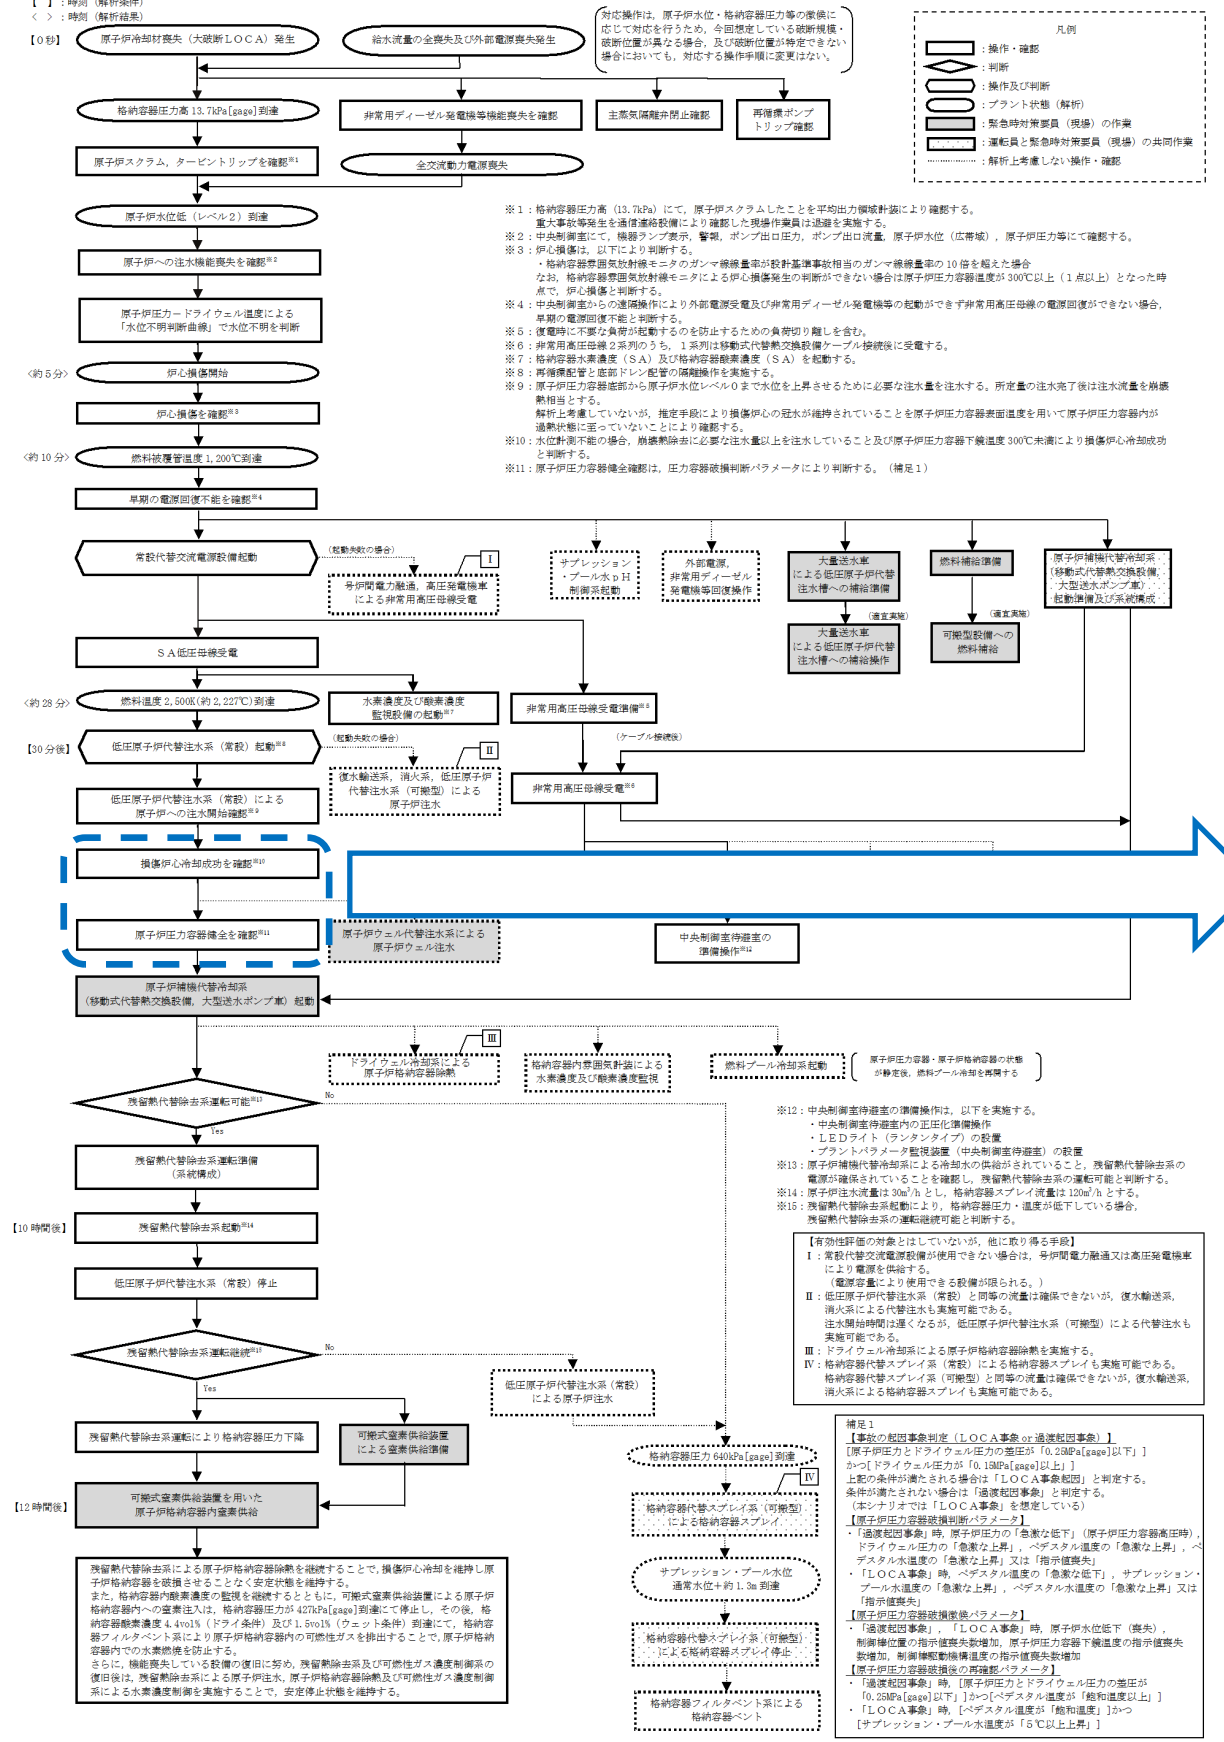 【　】：時刻（解析条件）
〈　〉：時刻（解析結果）
【0秒】
原子炉冷却材喪失（大破断ＬＯＣＡ）発生
給水流量の全喪失及び外部電源喪失発生
対応操作は，原子炉水位・格納容器圧力等の徴候に
応じて対応を行うため，今回想定している破断規模・
破断位置が異なる場合，及び破断位置が特定できない
場合においても，対応する操作手順に変更はない。
凡例
：操作・確認
：判断
：操作及び判断
：プラント状態（解析）
：緊急時対策要員（現場）の作業
：運転員と緊急時対策要員（現場）の共同作業
：解析上考慮しない操作・確認
格納容器圧力高 13.7kPa[gage]到達
非常用ディーゼル発電機等機能喪失を確認
主蒸気隔離弁閉止確認
再循環ポンプ
トリップ確認
原子炉スクラム，タービントリップを確認※1
全交流動力電源喪失
原子炉水位低（レベル２）到達
原子炉への注水機能喪失を確認※2
原子炉圧力－ドライウェル温度による
「水位不明判断曲線」で水位不明を判断
〈約５分〉
炉心損傷開始
炉心損傷を確認※3
〈約10分〉
燃料被覆管温度 1,200℃到達
早期の電源回復不能を確認※4
※１：格納容器圧力高（13.7kPa）にて，原子炉スクラムしたことを平均出力領域計装により確認する。
重大事故等発生を通信連絡設備により確認した現場作業員は退避を実施する。
※２：中央制御室にて，機器ランプ表示，警報，ポンプ出口圧力，ポンプ出口流量，原子炉水位（広帯域），原子炉圧力等にて確認する。
※３：炉心損傷は，以下により判断する。
・格納容器雰囲気放射線モニタのガンマ線線量率が設計基準事故相当のガンマ線線量率の10倍を超えた場合
なお，格納容器雰囲気放射線モニタによる炉心損傷発生の判断ができない場合は原子炉圧力容器温度が300℃以上（１点以上）となった時
点で，炉心損傷と判断する。
※４：中央制御室からの遠隔操作により外部電源受電及び非常用ディーゼル発電機等の起動ができず非常用高圧母線の電源回復ができない場合，
早期の電源回復不能と判断する。
※５：復電時に不要な負荷が起動するのを防止するための負荷切り離しを含む。
※６：非常用高圧母線２系列のうち，１系列は移動式代替熱交換設備ケーブル接続後に受電する。
※７：格納容器水素濃度（ＳＡ）及び格納容器酸素濃度（ＳＡ）を起動する。
※８：再循環配管と底部ドレン配管の隔離操作を実施する。
※９：原子炉圧力容器底部から原子炉水位レベル０まで水位を上昇させるために必要な注水量を注水する。所定量の注水完了後は注水流量を崩壊
熱相当とする。
解析上考慮していないが，推定手段により損傷炉心の冠水が維持されていることを原子炉圧力容器表面温度を用いて原子炉圧力容器内が
過熱状態に至っていないことにより確認する。
※10：水位計測不能の場合，崩壊熱除去に必要な注水量以上を注水していること及び原子炉圧力容器下鏡温度300℃未満により損傷炉心冷却成功
と判断する。
※11：原子炉圧力容器健全確認は，圧力容器破損判断パラメータにより判断する。（補足１）
常設代替交流電源設備起動
（起動失敗の場合）
Ⅰ
号炉間電力融通，高圧発電機車
による非常用高圧母線受電
サプレッション
・プール水ｐＨ
制御系起動
外部電源，
非常用ディーゼル
発電機等回復操作
大量送水車
による低圧原子炉代替
注水槽への補給準備
燃料補給準備
原子炉補機代替冷却系
（移動式代替熱交換設備，
大型送水ポンプ車）
起動準備及び系統構成
（適宜実施）
（適宜実施）
大量送水車
による低圧原子炉代替
注水槽への補給操作
可搬型設備への
燃料補給
ＳＡ低圧母線受電
〈約28分〉
燃料温度 2,500K(約 2,227℃)到達
水素濃度及び酸素濃度
監視設備の起動※7
非常用高圧母線受電準備※5
【30分後】
低圧原子炉代替注水系（常設）起動※8
（起動失敗の場合）
Ⅱ
（ケーブル接続後）
復水輸送系，消火系，低圧原子炉
代替注水系（可搬型）による
原子炉注水
非常用高圧母線受電※6
低圧原子炉代替注水系（常設）による
原子炉への注水開始確認※9
損傷炉心冷却成功を確認※10
原子炉圧力容器健全を確認※11
原子炉ウェル代替注水系による
原子炉ウェル注水
中央制御室待避室の
準備操作※12
原子炉補機代替冷却系
（移動式代替熱交換設備，大型送水ポンプ車）起動
Ⅲ
ドライウェル冷却系による
原子炉格納容器除熱
格納容器内雰囲気計装による
水素濃度及び酸素濃度監視
燃料プール冷却系起動
原子炉圧力容器・原子炉格納容器の状態
が静定後，燃料プール冷却を再開する
残留熱代替除去系運転可能※13
No
Yes
※12：中央制御室待避室の準備操作は，以下を実施する。
・中央制御室待避室内の正圧化準備操作
・ＬＥＤライト（ランタンタイプ）の設置
・プラントパラメータ監視装置（中央制御室待避室）の設置
※13：原子炉補機代替冷却系による冷却水の供給がされていること，残留熱代替除去系の
電源が確保されていることを確認し，残留熱代替除去系の運転可能と判断する。
※14：原子炉注水流量は30m³/hとし，格納容器スプレイ流量は120m³/hとする。
※15：残留熱代替除去系起動により，格納容器圧力・温度が低下している場合，
残留熱代替除去系の運転継続可能と判断する。
残留熱代替除去系運転準備
（系統構成）
【10時間後】
残留熱代替除去系起動※14
低圧原子炉代替注水系（常設）停止
【有効性評価の対象とはしていないが，他に取り得る手段】
Ⅰ：常設代替交流電源設備が使用できない場合は，号炉間電力融通又は高圧発電機車
により電源を供給する。
（電源容量により使用できる設備が限られる。）
Ⅱ：低圧原子炉代替注水系（常設）と同等の流量は確保できないが，復水輸送系，
消火系による代替注水も実施可能である。
注水開始時間は遅くなるが，低圧原子炉代替注水系（可搬型）による代替注水も
実施可能である。
Ⅲ：ドライウェル冷却系による原子炉格納容器除熱を実施する。
Ⅳ：格納容器代替スプレイ系（常設）による格納容器スプレイも実施可能である。
格納容器代替スプレイ系（可搬型）と同等の流量は確保できないが，復水輸送系，
消火系による格納容器スプレイも実施可能である。
残留熱代替除去系運転継続※15
No
Yes
低圧原子炉代替注水系（常設）
による原子炉注水
残留熱代替除去系運転により格納容器圧力下降
可搬式窒素供給装置
による窒素供給準備
格納容器圧力 640kPa[gage]到達
Ⅳ
【12時間後】
可搬式窒素供給装置を用いた
原子炉格納容器内窒素供給
格納容器代替スプレイ系（可搬型）
による格納容器スプレイ
サプレッション・プール水位
通常水位＋約 1.3m 到達
格納容器代替スプレイ系（可搬型）
による格納容器スプレイ停止
格納容器フィルタベント系による
格納容器ベント
残留熱代替除去系による原子炉格納容器除熱を継続することで，損傷炉心冷却を維持し原
子炉格納容器を破損させることなく安定状態を維持する。
また，格納容器内酸素濃度の監視を継続するとともに，可搬式窒素供給装置による原子炉
格納容器内への窒素注入は，格納容器圧力が 427kPa[gage]到達にて停止し，その後，格
納容器酸素濃度 4.4vol%（ドライ条件）及び 1.5vol%（ウェット条件）到達にて，格納容
器フィルタベント系により原子炉格納容器内の可燃性ガスを排出することで，原子炉格納
容器内での水素燃焼を防止する。
さらに，機能喪失している設備の復旧に努め，残留熱除去系及び可燃性ガス濃度制御系の
復旧後は，残留熱除去系による原子炉注水，原子炉格納容器除熱及び可燃性ガス濃度制御
系による水素濃度制御を実施することで，安定停止状態を維持する。
補足１
【事故の起因事象判定（ＬＯＣＡ事象 or 過渡起因事象）】
[原子炉圧力とドライウェル圧力の差圧が「0.25MPa[gage]以下」]
かつ[ドライウェル圧力が「0.15MPa[gage]以上」]
上記の条件が満たされる場合は「ＬＯＣＡ事象起因」と判定する。
条件が満たされない場合は「過渡起因事象」と判定する。
（本シナリオでは「ＬＯＣＡ事象」を想定している）
【原子炉圧力容器破損判断パラメータ】
・「過渡起因事象」時，原子炉圧力の「急激な低下」（原子炉圧力容器高圧時），
ドライウェル圧力の「急激な上昇」，ペデスタル温度の「急激な上昇」，ペ
デスタル水温度の「急激な上昇」又は「指示値喪失」
・「ＬＯＣＡ事象」時，ペデスタル温度の「急激な低下」，サプレッション・
プール水温度の「急激な上昇」，ペデスタル水温度の「急激な上昇」又は
「指示値喪失」
【原子炉圧力容器破損徴候パラメータ】
・「過渡起因事象」，「ＬＯＣＡ事象」時，原子炉水位低下（喪失），
制御棒位置の指示値喪失数増加，原子炉圧力容器下鏡温度の指示値喪失
数増加，制御棒駆動機構温度の指示値喪失数増加
【原子炉圧力容器破損後の再確認パラメータ】
・「過渡起因事象」時，[原子炉圧力とドライウェル圧力の差圧が
「0.25MPa[gage]以下」]かつ[ペデスタル温度が「飽和温度以上」]
・「ＬＯＣＡ事象」時，[ペデスタル温度が「飽和温度」]かつ
[サプレッション・プール水温度が「５℃以上上昇」]